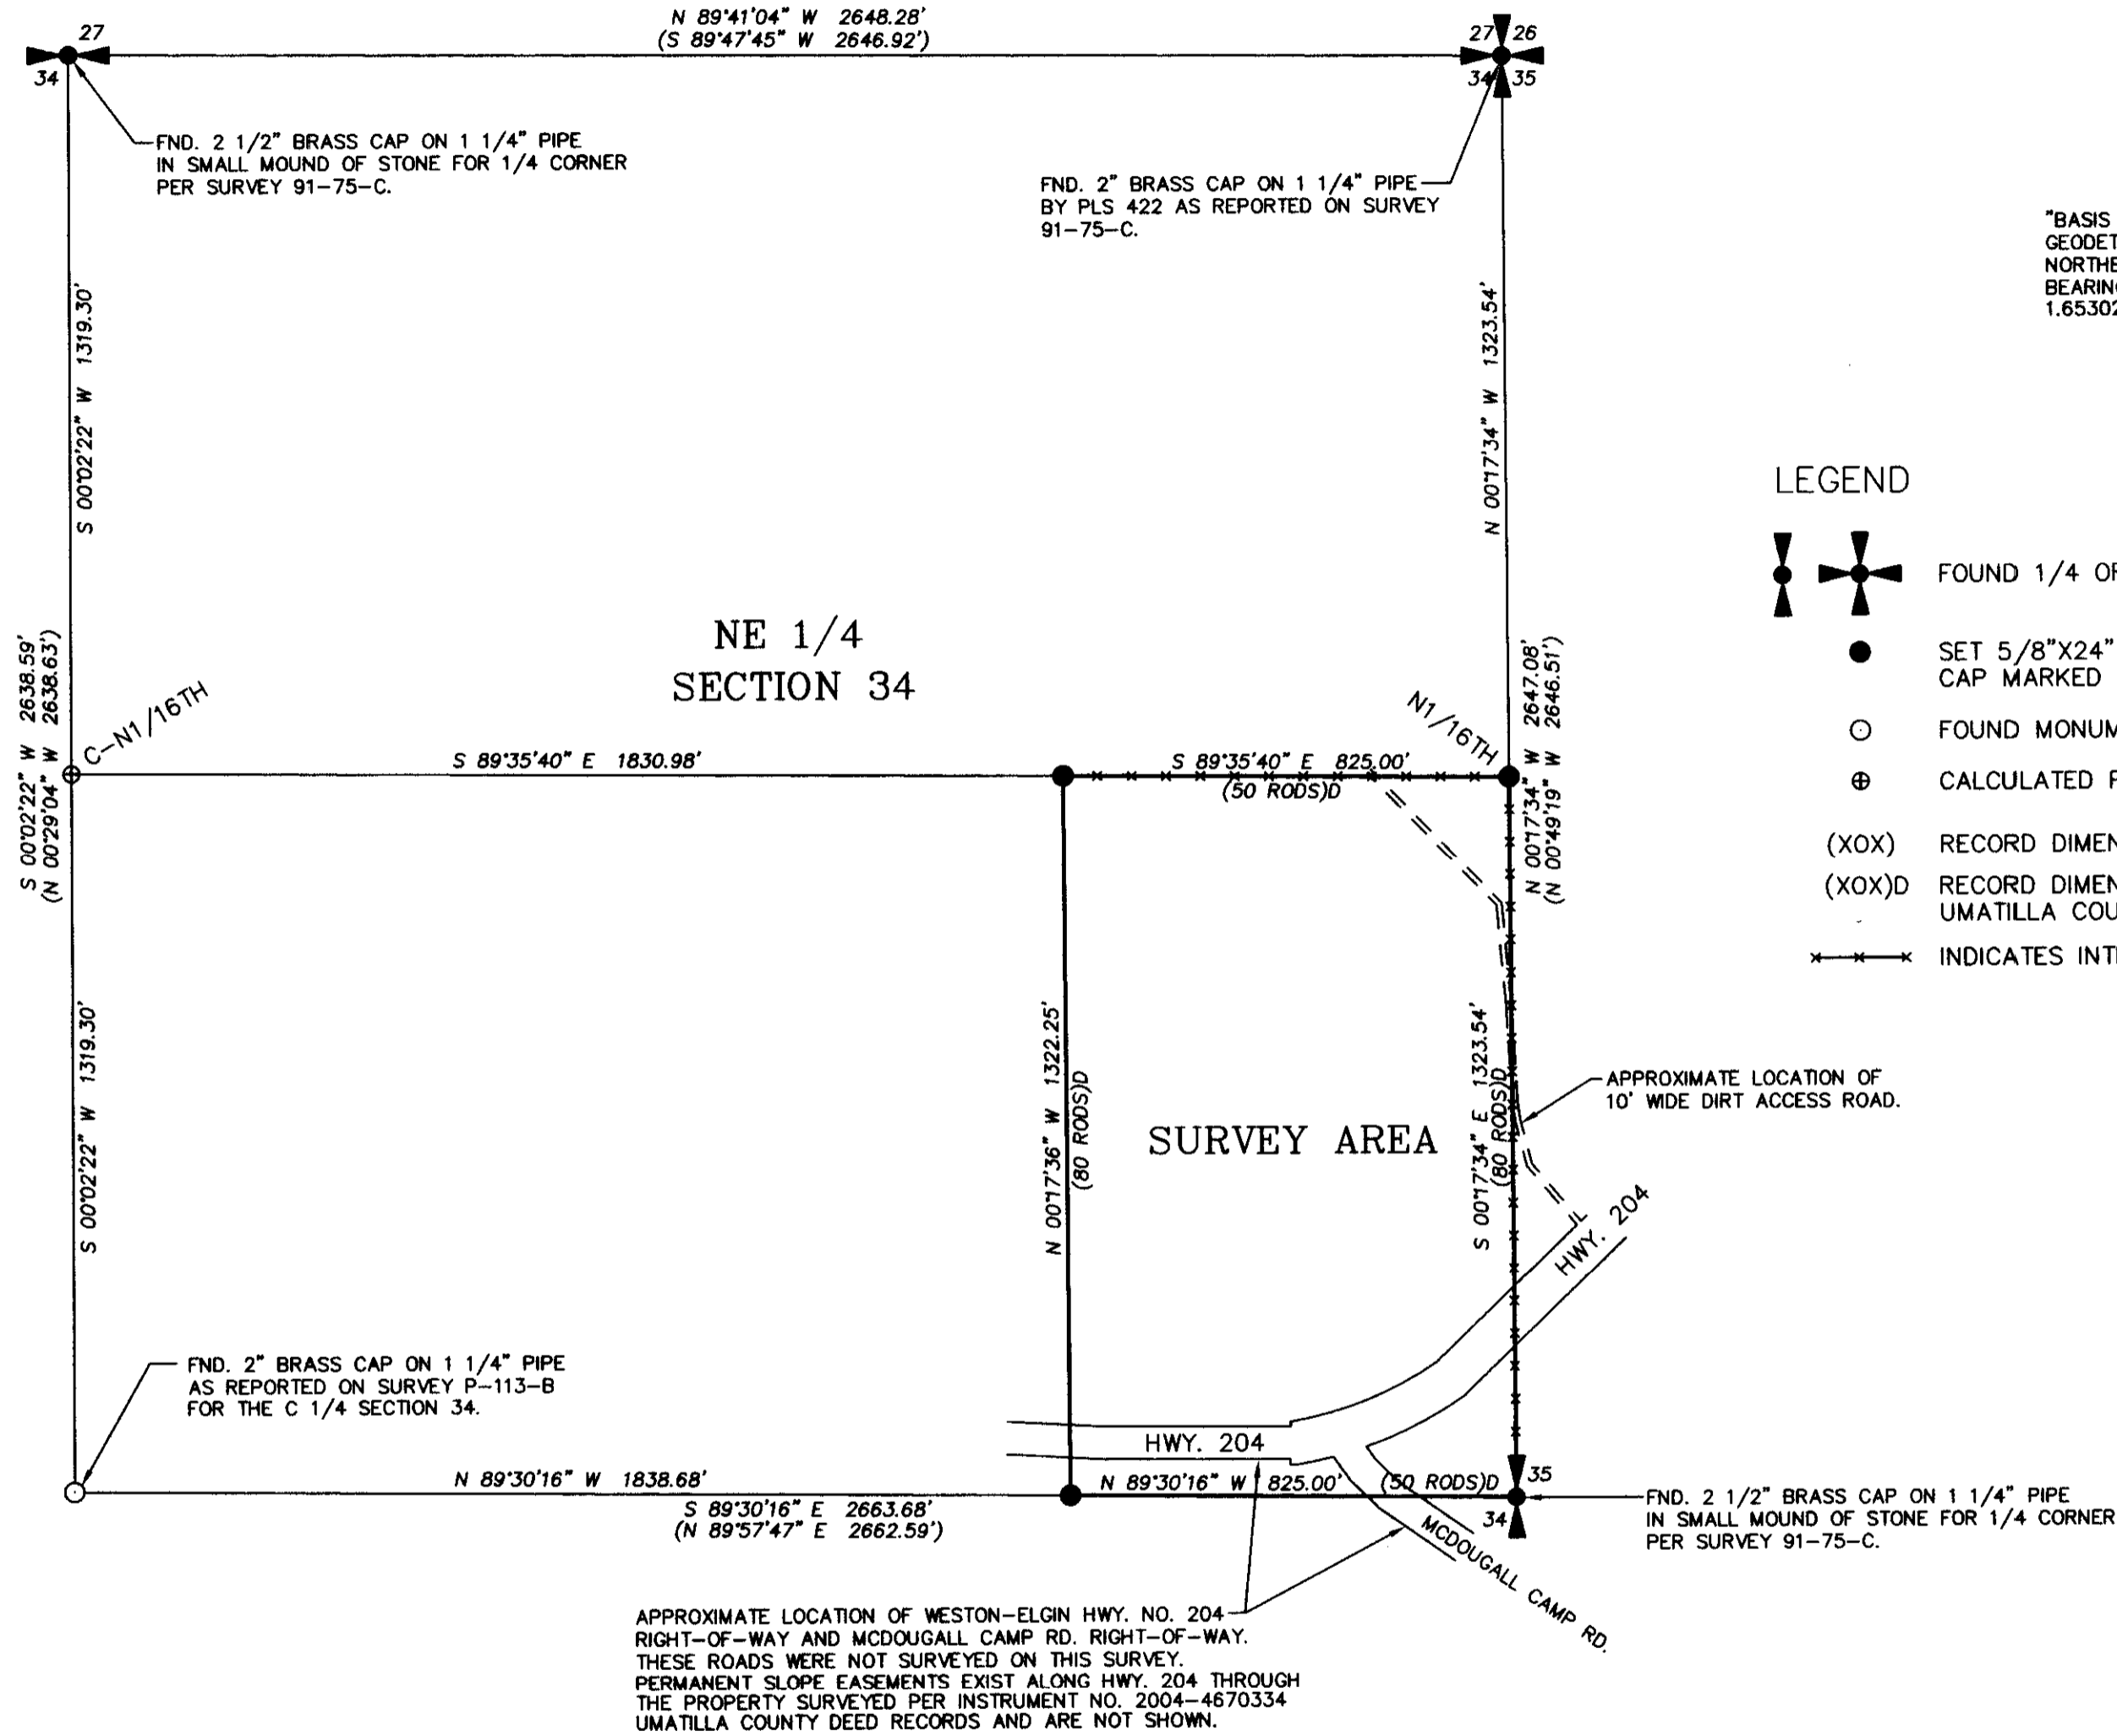 N 89°41'04" W 2648.28'
(S 89°47'45" W 2646.92')
27
34
27 26
34 35
FND. 2 1/2" BRASS CAP ON 1 1/4" PIPE
IN SMALL MOUND OF STONE FOR 1/4 CORNER
PER SURVEY 91-75-C.
FND. 2" BRASS CAP ON 1 1/4" PIPE
BY PLS 422 AS REPORTED ON SURVEY
91-75-C.
"BASIS
GEODET
NORTHE
BEARING
1.65302
S 00°02'22" W 1319.30'
N 00°17'34" W 1323.54'
LEGEND
FOUND 1/4 OR
SET 5/8"X24"
CAP MARKED
FOUND MONUM
CALCULATED P
(XOX) RECORD DIMEN
(XOX)D RECORD DIMEN
UMATILLA COU
INDICATES INT
NE 1/4
SECTION 34
S 00°02'22" W 2638.59'
(N 00°29'04" W 2638.63')
C-N1/16TH
N1/16TH
N 00°17'34" W 2647.08'
(N 00°49'19" W 2646.51')
S 89°35'40" E 1830.98'
S 89°35'40" E 825.00'
(50 RODS)D
S 00°02'22" W 1319.30'
N 00°17'36" W 1322.25'
(80 RODS)D
SURVEY AREA
S 00°17'34" E 1323.54'
(80 RODS)D
APPROXIMATE LOCATION OF
10' WIDE DIRT ACCESS ROAD.
HWY. 204
FND. 2" BRASS CAP ON 1 1/4" PIPE
AS REPORTED ON SURVEY P-113-B
FOR THE C 1/4 SECTION 34.
HWY. 204
N 89°30'16" W 1838.68'
S 89°30'16" E 2663.68'
(N 89°57'47" E 2662.59')
N 89°30'16" W 825.00' (50 RODS)D
35
34
MCDOUGALL CAMP RD.
FND. 2 1/2" BRASS CAP ON 1 1/4" PIPE
IN SMALL MOUND OF STONE FOR 1/4 CORNER
PER SURVEY 91-75-C.
APPROXIMATE LOCATION OF WESTON-ELGIN HWY. NO. 204
RIGHT-OF-WAY AND MCDOUGALL CAMP RD. RIGHT-OF-WAY.
THESE ROADS WERE NOT SURVEYED ON THIS SURVEY.
PERMANENT SLOPE EASEMENTS EXIST ALONG HWY. 204 THROUGH
THE PROPERTY SURVEYED PER INSTRUMENT NO. 2004-4670334
UMATILLA COUNTY DEED RECORDS AND ARE NOT SHOWN.